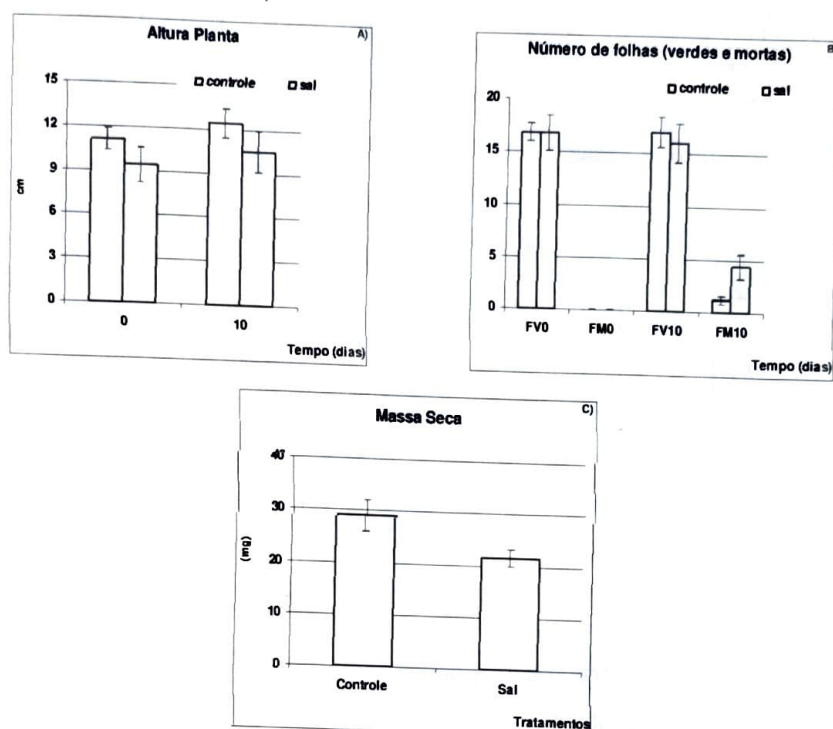 Altura Planta
A)
controle sal
15
12
9
6
3
0
cm
0 10
Tempo (dias)
Número de folhas (verdes e mortas)
B
controle sal
20
15
10
5
0
FV0 FM0 FV10 FM10
Tempo (dias)
Massa Seca
C)
40
30
20
10
0
(mg)
Controle Sal
Tratamentos